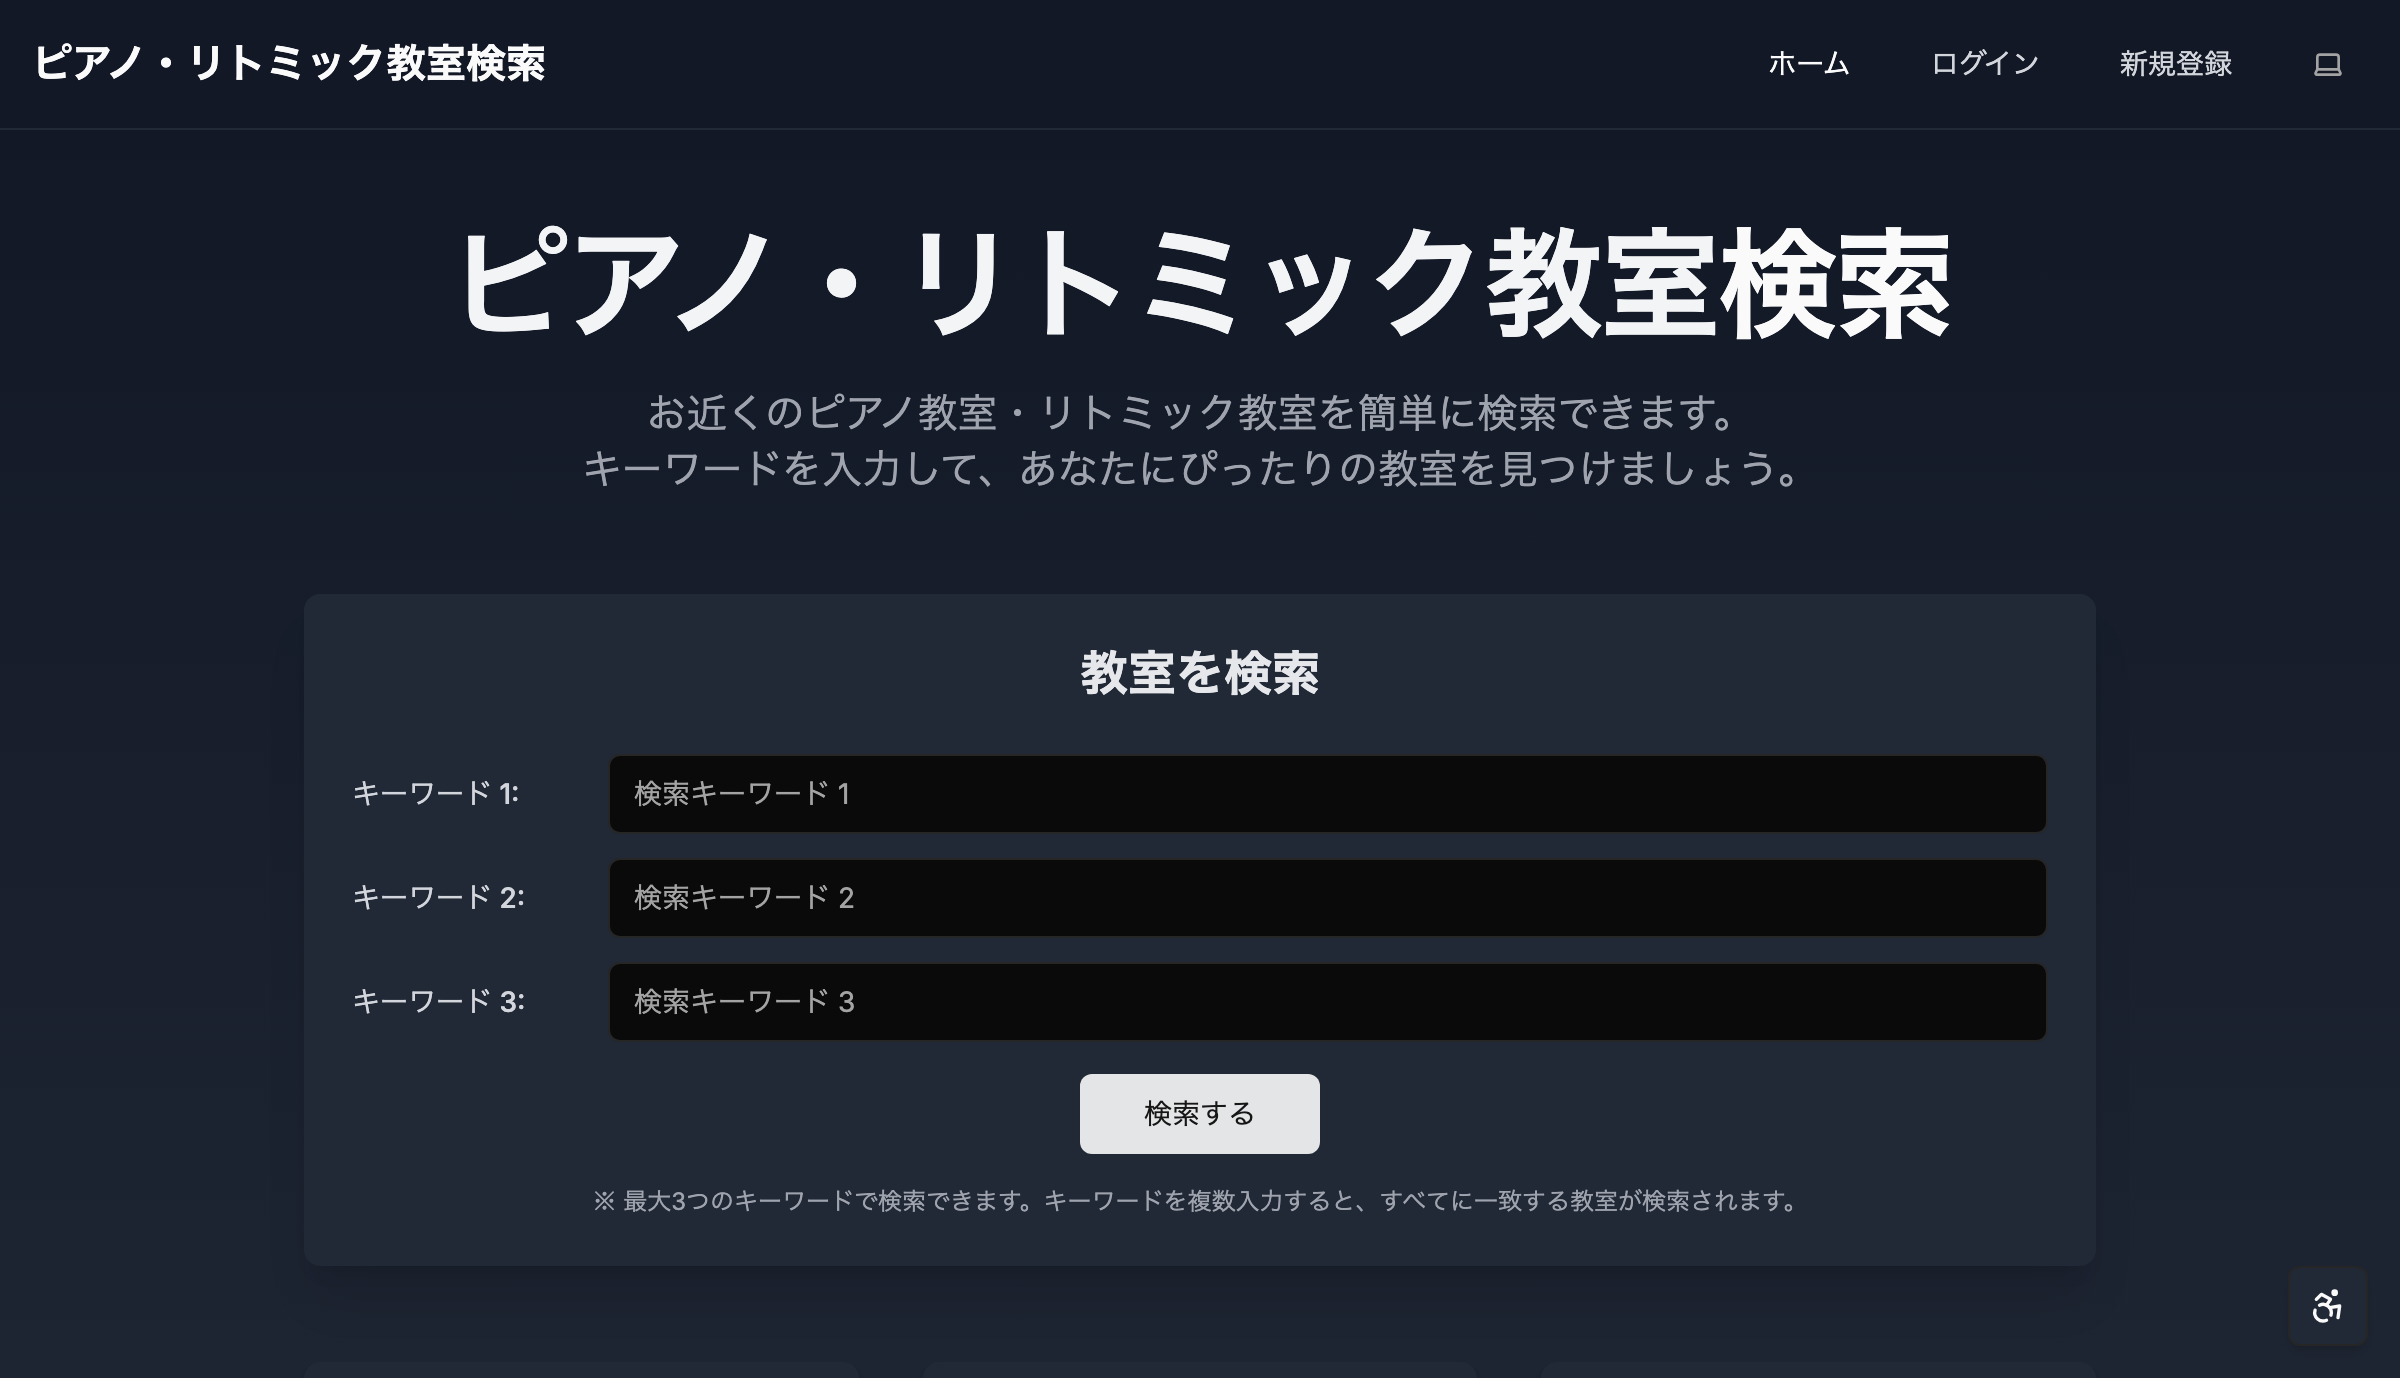 ピアノ・リトミック教室検索
ホーム
ログイン
新規登録
ピアノ・リトミック教室検索
お近くのピアノ教室・リトミック教室を簡単に検索できます。
キーワードを入力して、あなたにぴったりの教室を見つけましょう。
教室を検索
キーワード 1:
検索キーワード 1
キーワード 2:
検索キーワード 2
キーワード 3:
検索キーワード 3
検索する
※ 最大3つのキーワードで検索できます。キーワードを複数入力すると、すべてに一致する教室が検索されます。